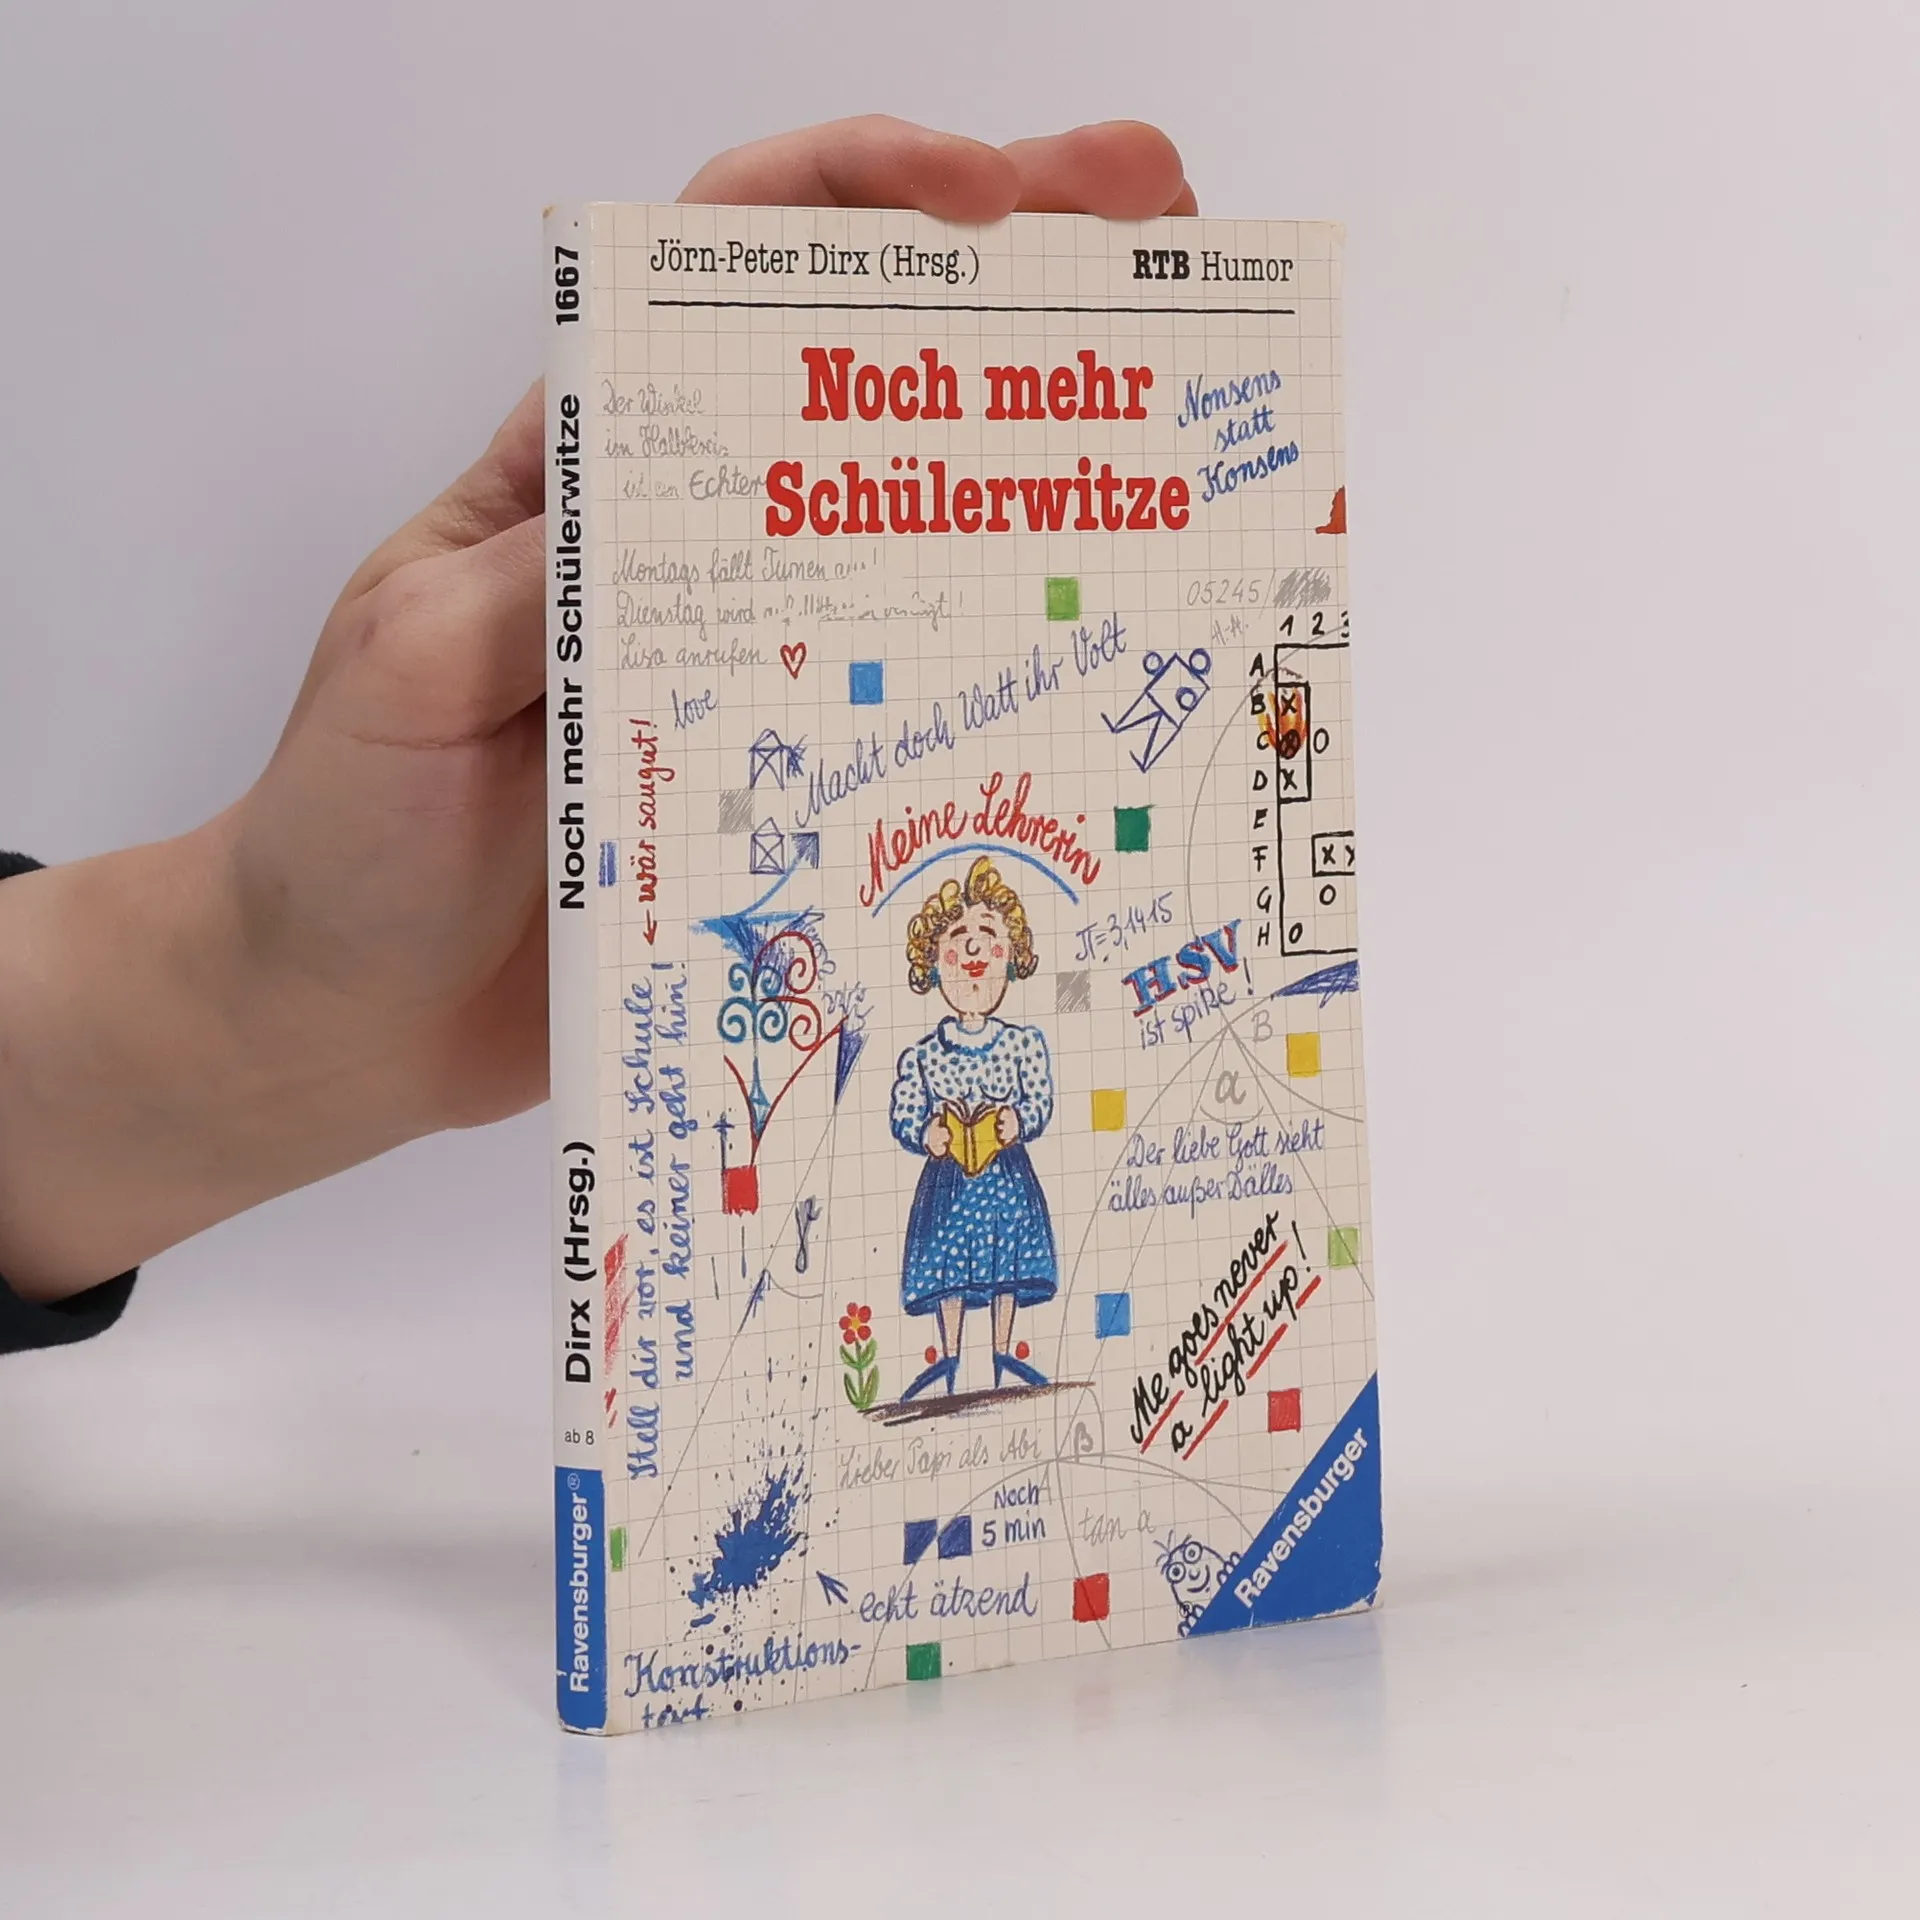 1667
Noch mehr Schülerwitze
Dirx (Hrsg.)
ab 8
Ravensburger®
Jörn-Peter Dirx (Hrsg.)
RTB Humor
Noch mehr
Schülerwitze
Nonsens
statt
Konsens
Der Winkel
im
ist ein Echter
Montags fällt Turnen
Dienstag wird
Lisa anrufen
love
05245/
H.-H.
1 2 3
A
B X
C O
D X
E
F X
G O
H O
Macht doch Watt ihr Volt
← wär saugut!
Stell dir vor, es ist Schule
und keiner geht hin!
Meine Lehrerin
π=3,1415
HSV
ist spitze!
B
α
Der liebe Gott sieht
älles außer Dälles
Me goes never
a light up!
Lieber Papi als Abi
β
Noch
5 min
tan α
echt ätzend
Konstruktions-
Ravensburger
®